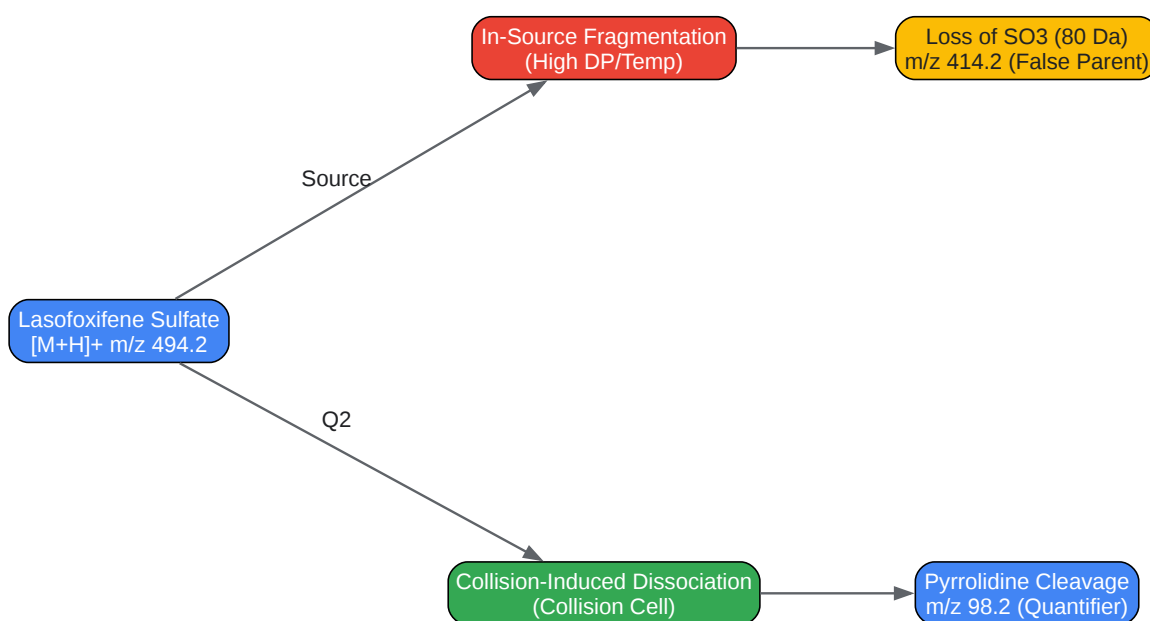 In-Source Fragmentation
(High DP/Temp)
Loss of SO3 (80 Da)
m/z 414.2 (False Parent)
Source
Lasofoxifene Sulfate
[M+H]+ m/z 494.2
Q2
Collision-Induced Dissociation
(Collision Cell)
Pyrrolidine Cleavage
m/z 98.2 (Quantifier)